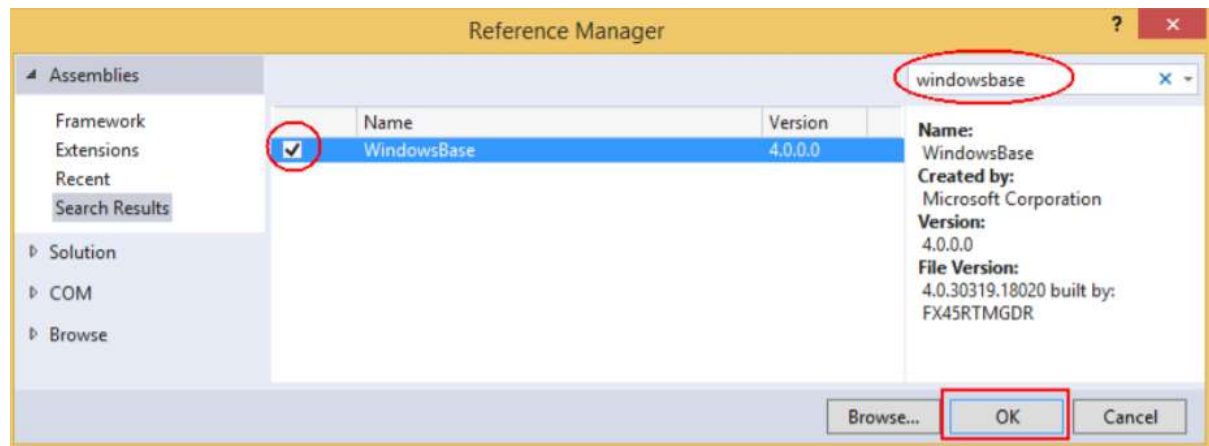 Reference Manager
?
Assemblies
Framework
Extensions
Recent
Search Results
Solution
COM
Browse
Name Version
WindowsBase 4.0.0.0
windowsbase
Name:
WindowsBase
Created by:
Microsoft Corporation
Version:
4.0.0.0
File Version:
4.0.30319.18020 built by:
FX45RTMGDR
Browse... OK Cancel